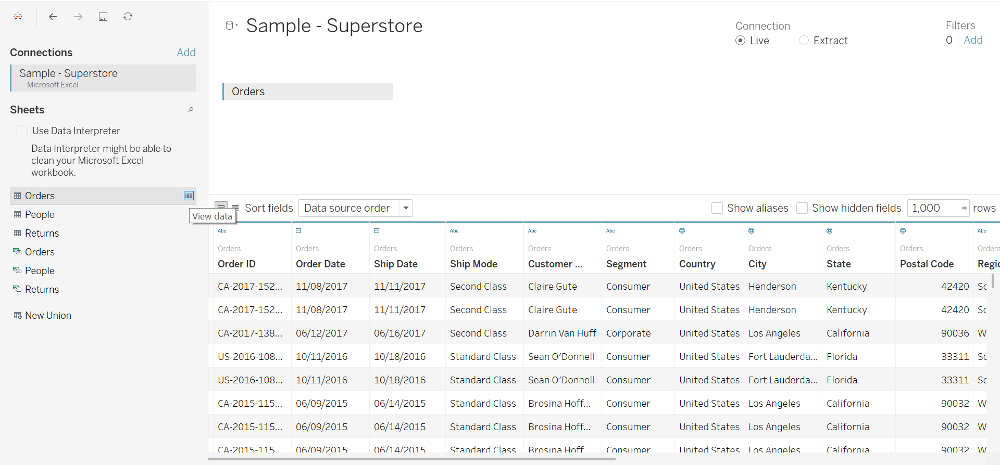 Sample - Superstore
Connection
Live
Extract
Filters
0 Add
Connections Add
Sample - Superstore
Microsoft Excel
Sheets
Use Data Interpreter
Data Interpreter might be able to
clean your Microsoft Excel
workbook.
Orders
People
Returns
Orders
People
Returns
New Union
Orders
View data
Sort fields Data source order Show aliases Show hidden fields 1,000 rows
Abc Abc Abc Abc Abc
Orders Orders Orders Orders Orders Orders Orders Orders Orders Orders Orders
Order ID Order Date Ship Date Ship Mode Customer ... Segment Country City State Postal Code Regio
CA-2017-152... 11/08/2017 11/11/2017 Second Class Claire Gute Consumer United States Henderson Kentucky 42420 So
CA-2017-152... 11/08/2017 11/11/2017 Second Class Claire Gute Consumer United States Henderson Kentucky 42420 So
CA-2017-138... 06/12/2017 06/16/2017 Second Class Darrin Van Huff Corporate United States Los Angeles California 90036 W
US-2016-108... 10/11/2016 10/18/2016 Standard Class Sean O'Donnell Consumer United States Fort Lauderda... Florida 33311 So
US-2016-108... 10/11/2016 10/18/2016 Standard Class Sean O'Donnell Consumer United States Fort Lauderda... Florida 33311 So
CA-2015-115... 06/09/2015 06/14/2015 Standard Class Brosina Hoff... Consumer United States Los Angeles California 90032 W
CA-2015-115... 06/09/2015 06/14/2015 Standard Class Brosina Hoff... Consumer United States Los Angeles California 90032 W
CA-2015-115 06/09/2015 06/14/2015 Standard Class Brosina Hoff Consumer United States Los Angeles California 90032 W